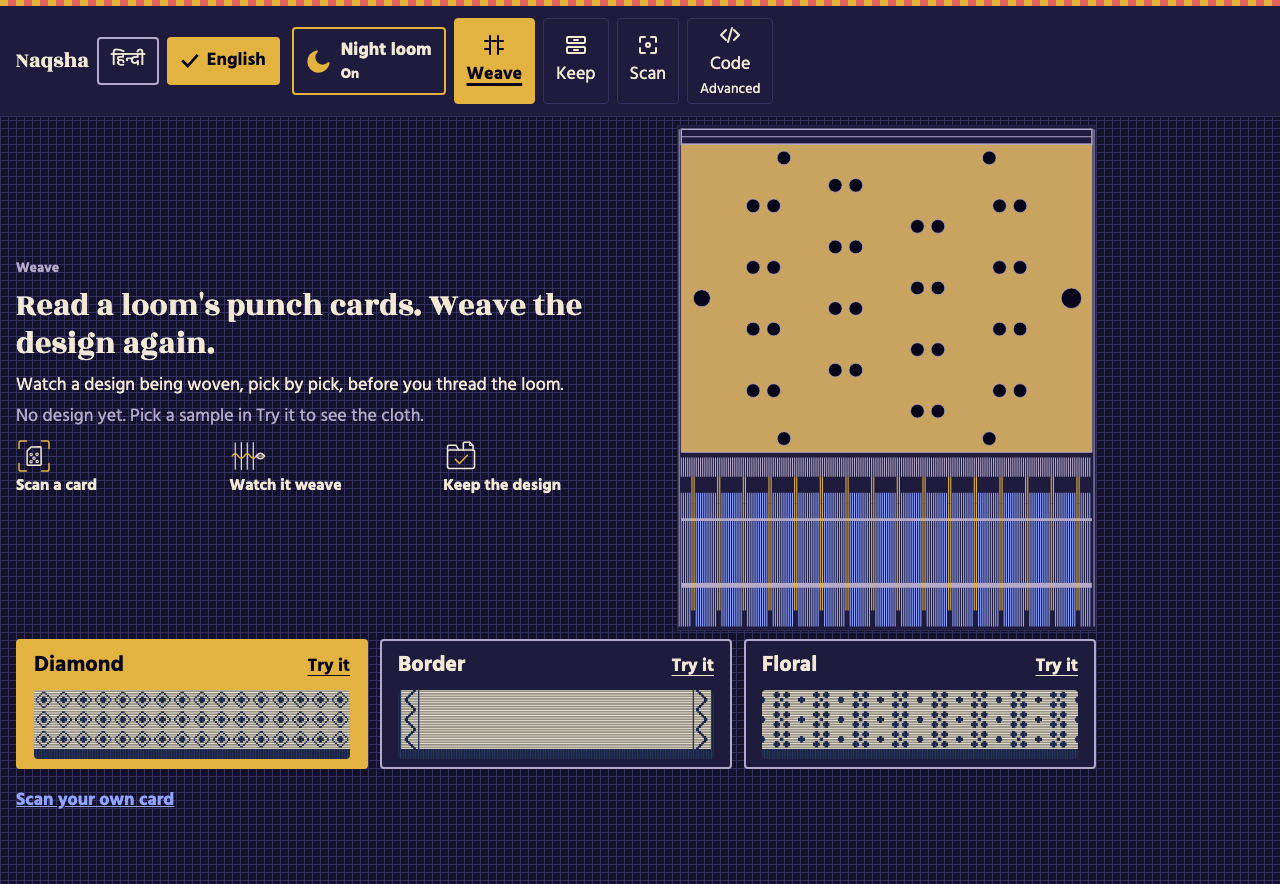 Naqsha
हिन्दी
English
Night loom
On
Weave
Keep
Scan
Code
Advanced
Weave
Read a loom's punch cards. Weave the
design again.
Watch a design being woven, pick by pick, before you thread the loom.
No design yet. Pick a sample in Try it to see the cloth.
Scan a card
Watch it weave
Keep the design
Diamond
Try it
Border
Try it
Floral
Try it
Scan your own card